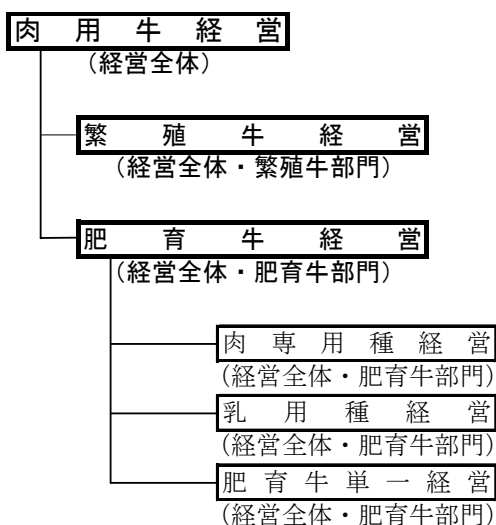 肉用牛経営
(経営全体)
繁殖牛経営
(経営全体・繁殖牛部門)
肥育牛経営
(経営全体・肥育牛部門)
肉専用種経営
(経営全体・肥育牛部門)
乳用種経営
(経営全体・肥育牛部門)
肥育牛単一経営
(経営全体・肥育牛部門)